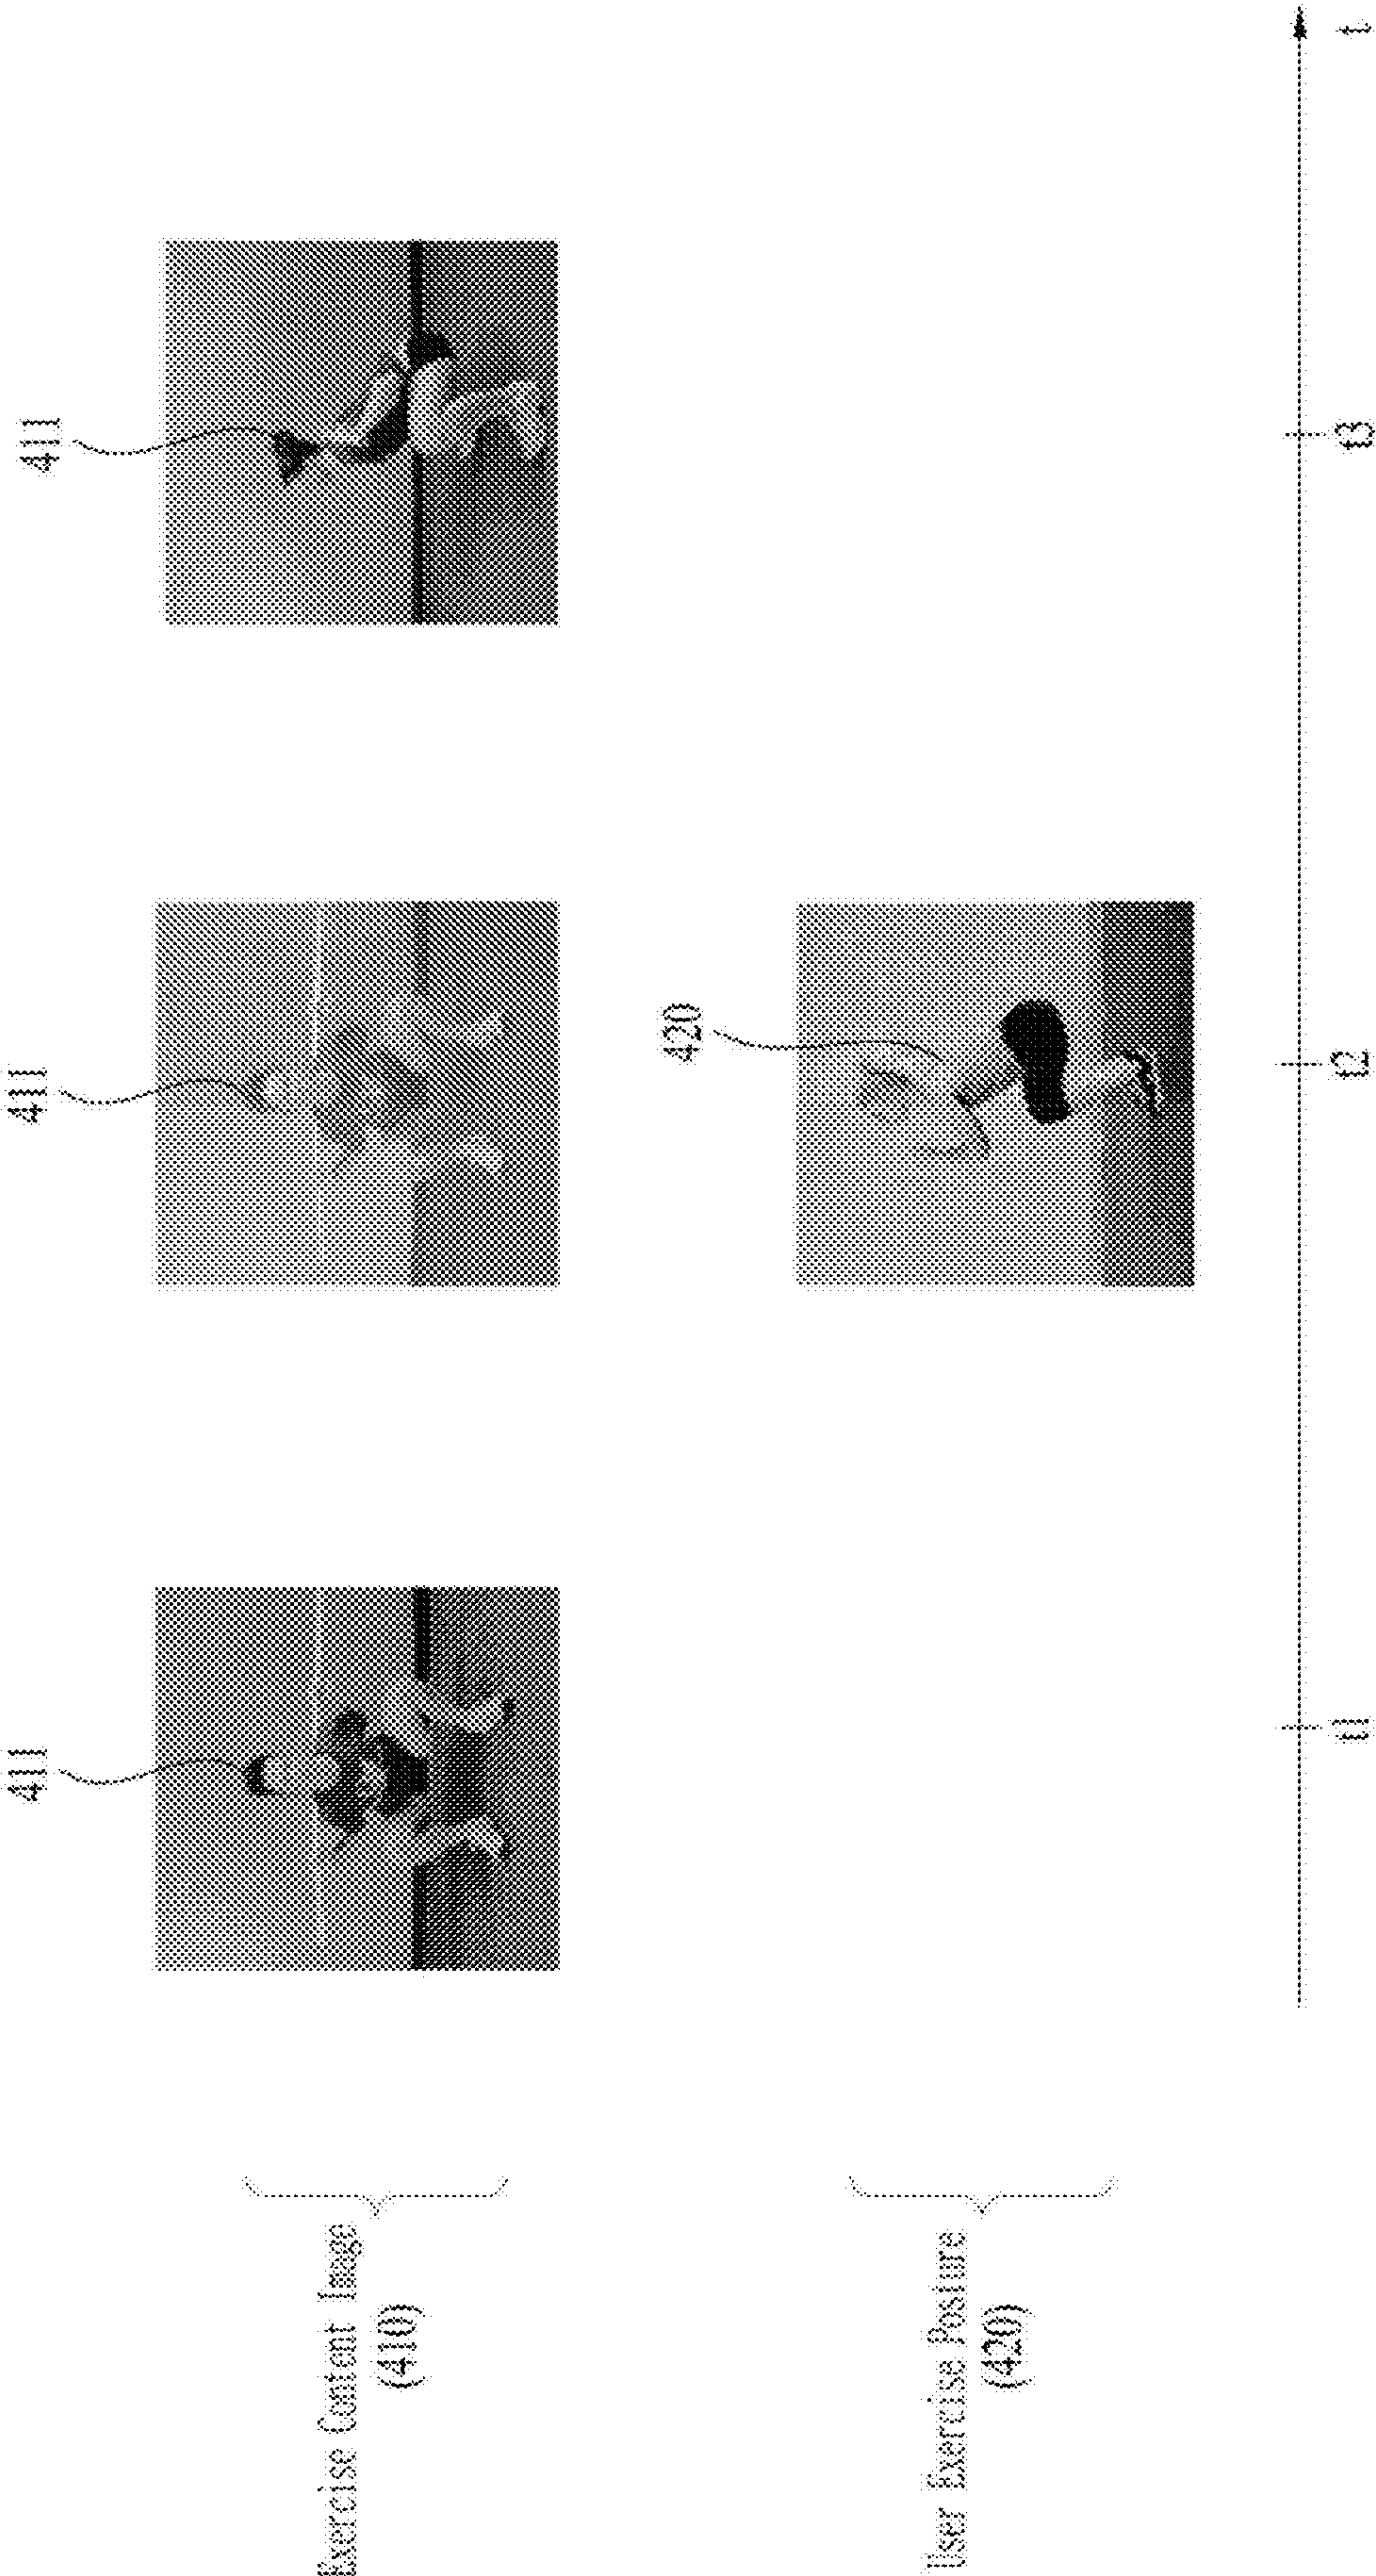 411
411
411
Exercise Content Image
(410)
420
User Exercise Posture
(420)
t1
t2
t3
t